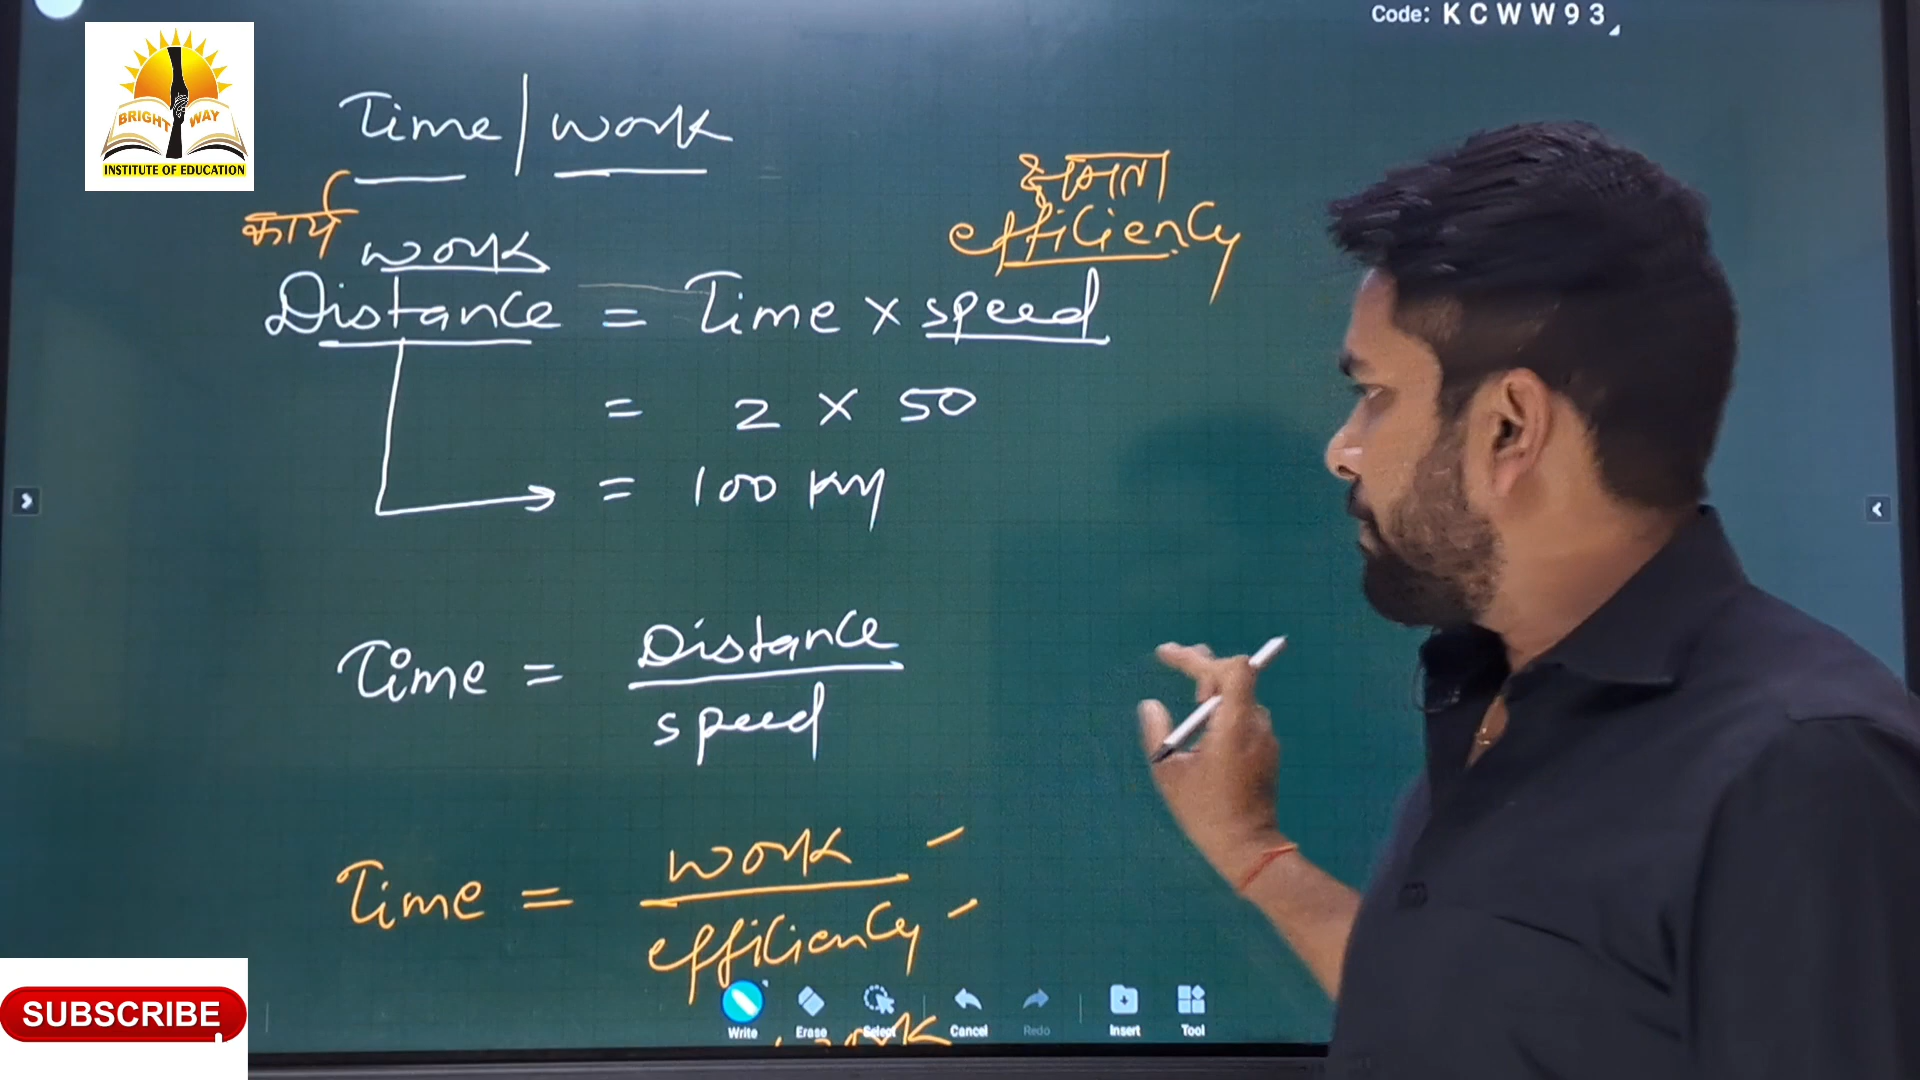 Code: KCWW93
BRIGHT WAY
INSTITUTE OF EDUCATION
Time | work
क्षमता
कार्य work efficiency
Distance = Time × speed
= 2 × 50
= 100 km
Time = Distance
speed
Time = work
efficiency
SUBSCRIBE
Write Erase Select Cancel Redo Insert Tool